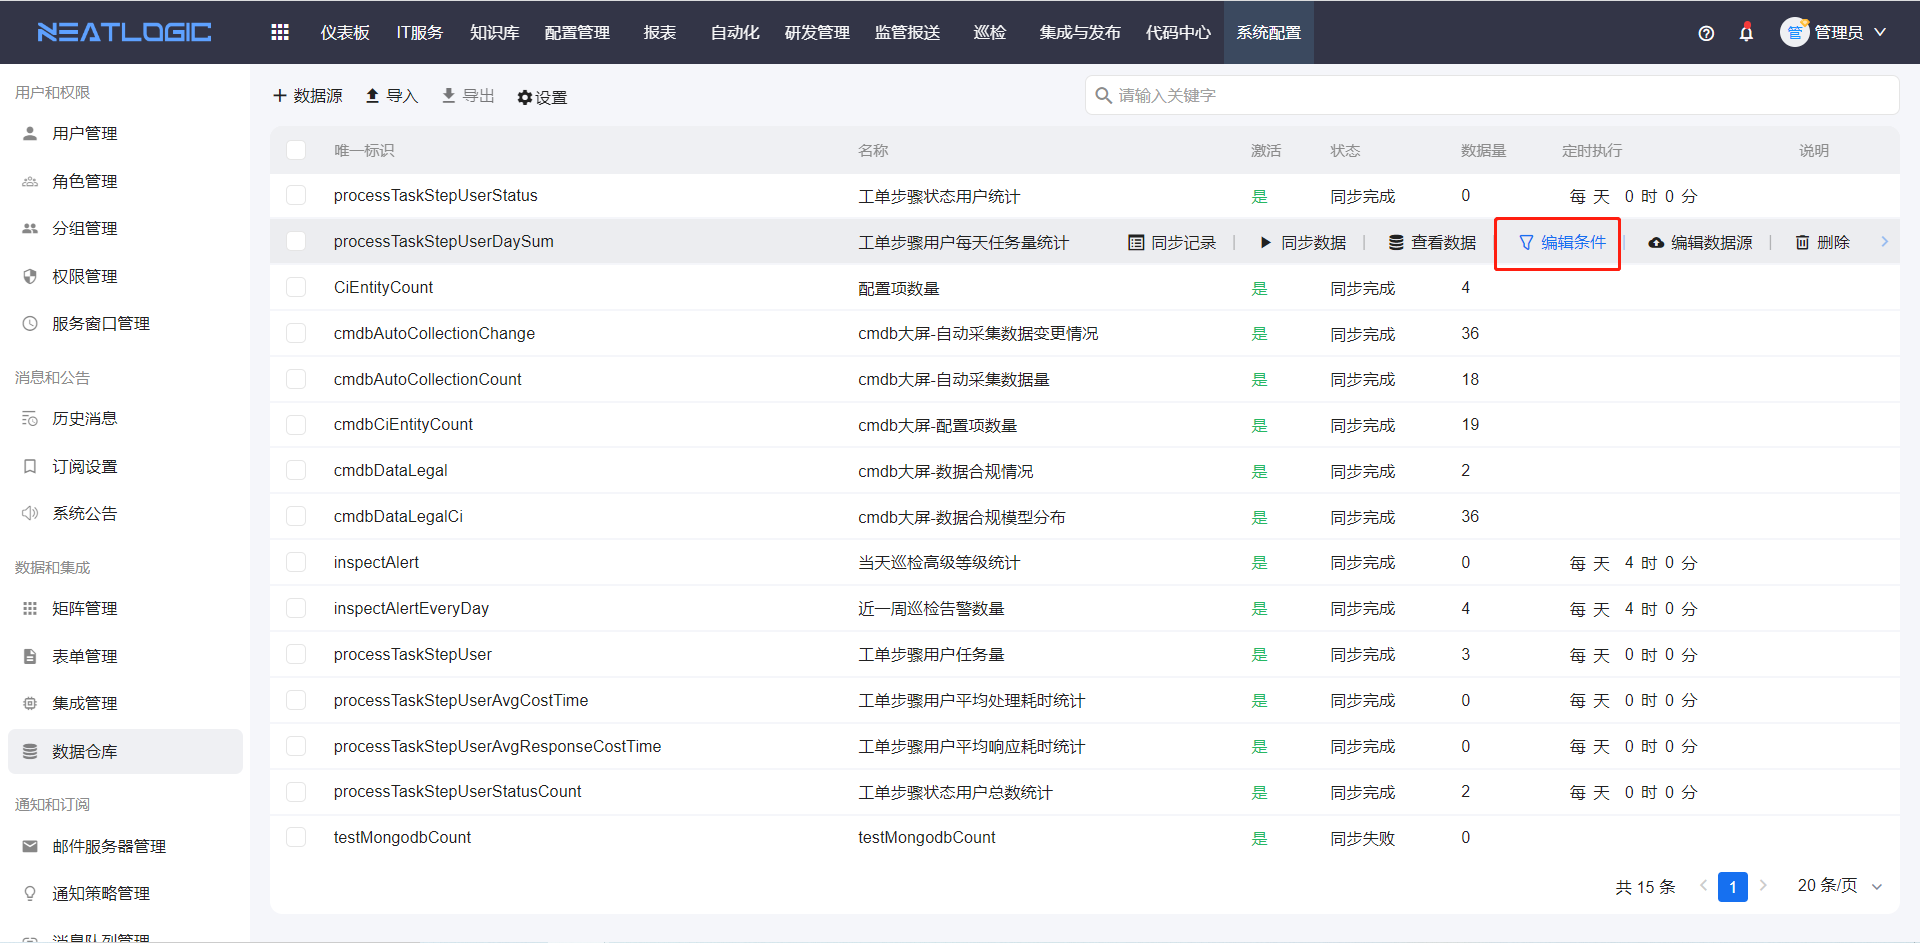 NEATLOGIC
仪表板 IT服务 知识库 配置管理 报表 自动化 研发管理 监管报送 巡检 集成与发布 代码中心 系统配置
管 管理员
用户和权限
用户管理
角色管理
分组管理
权限管理
服务窗口管理
消息和公告
历史消息
订阅设置
系统公告
数据和集成
矩阵管理
表单管理
集成管理
数据仓库
通知和订阅
邮件服务器管理
通知策略管理
消息队列管理
数据源 导入 导出 设置
请输入关键字
唯一标识 名称 激活 状态 数据量 定时执行 说明
processTaskStepUserStatus 工单步骤状态用户统计 是 同步完成 0 每 天 0 时 0 分
processTaskStepUserDaySum 工单步骤用户每天任务量统计 同步记录 | 同步数据 | 查看数据 编辑条件 | 编辑数据源 | 删除
CiEntityCount 配置项数量 是 同步完成 4
cmdbAutoCollectionChange cmdb大屏-自动采集数据变更情况 是 同步完成 36
cmdbAutoCollectionCount cmdb大屏-自动采集数据量 是 同步完成 18
cmdbCiEntityCount cmdb大屏-配置项数量 是 同步完成 19
cmdbDataLegal cmdb大屏-数据合规情况 是 同步完成 2
cmdbDataLegalCi cmdb大屏-数据合规模型分布 是 同步完成 36
inspectAlert 当天巡检高级等级统计 是 同步完成 0 每 天 4 时 0 分
inspectAlertEveryDay 近一周巡检告警数量 是 同步完成 4 每 天 4 时 0 分
processTaskStepUser 工单步骤用户任务量 是 同步完成 3 每 天 0 时 0 分
processTaskStepUserAvgCostTime 工单步骤用户平均处理耗时统计 是 同步完成 0 每 天 0 时 0 分
processTaskStepUserAvgResponseCostTime 工单步骤用户平均响应耗时统计 是 同步完成 0 每 天 0 时 0 分
processTaskStepUserStatusCount 工单步骤状态用户总数统计 是 同步完成 2 每 天 0 时 0 分
testMongodbCount testMongodbCount 是 同步失败 0
共 15 条 1 20 条/页